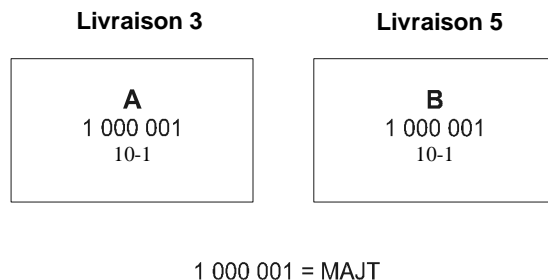 Livraison 3
Livraison 5
A
1 000 001
10-1
B
1 000 001
10-1
1 000 001 = MAJT